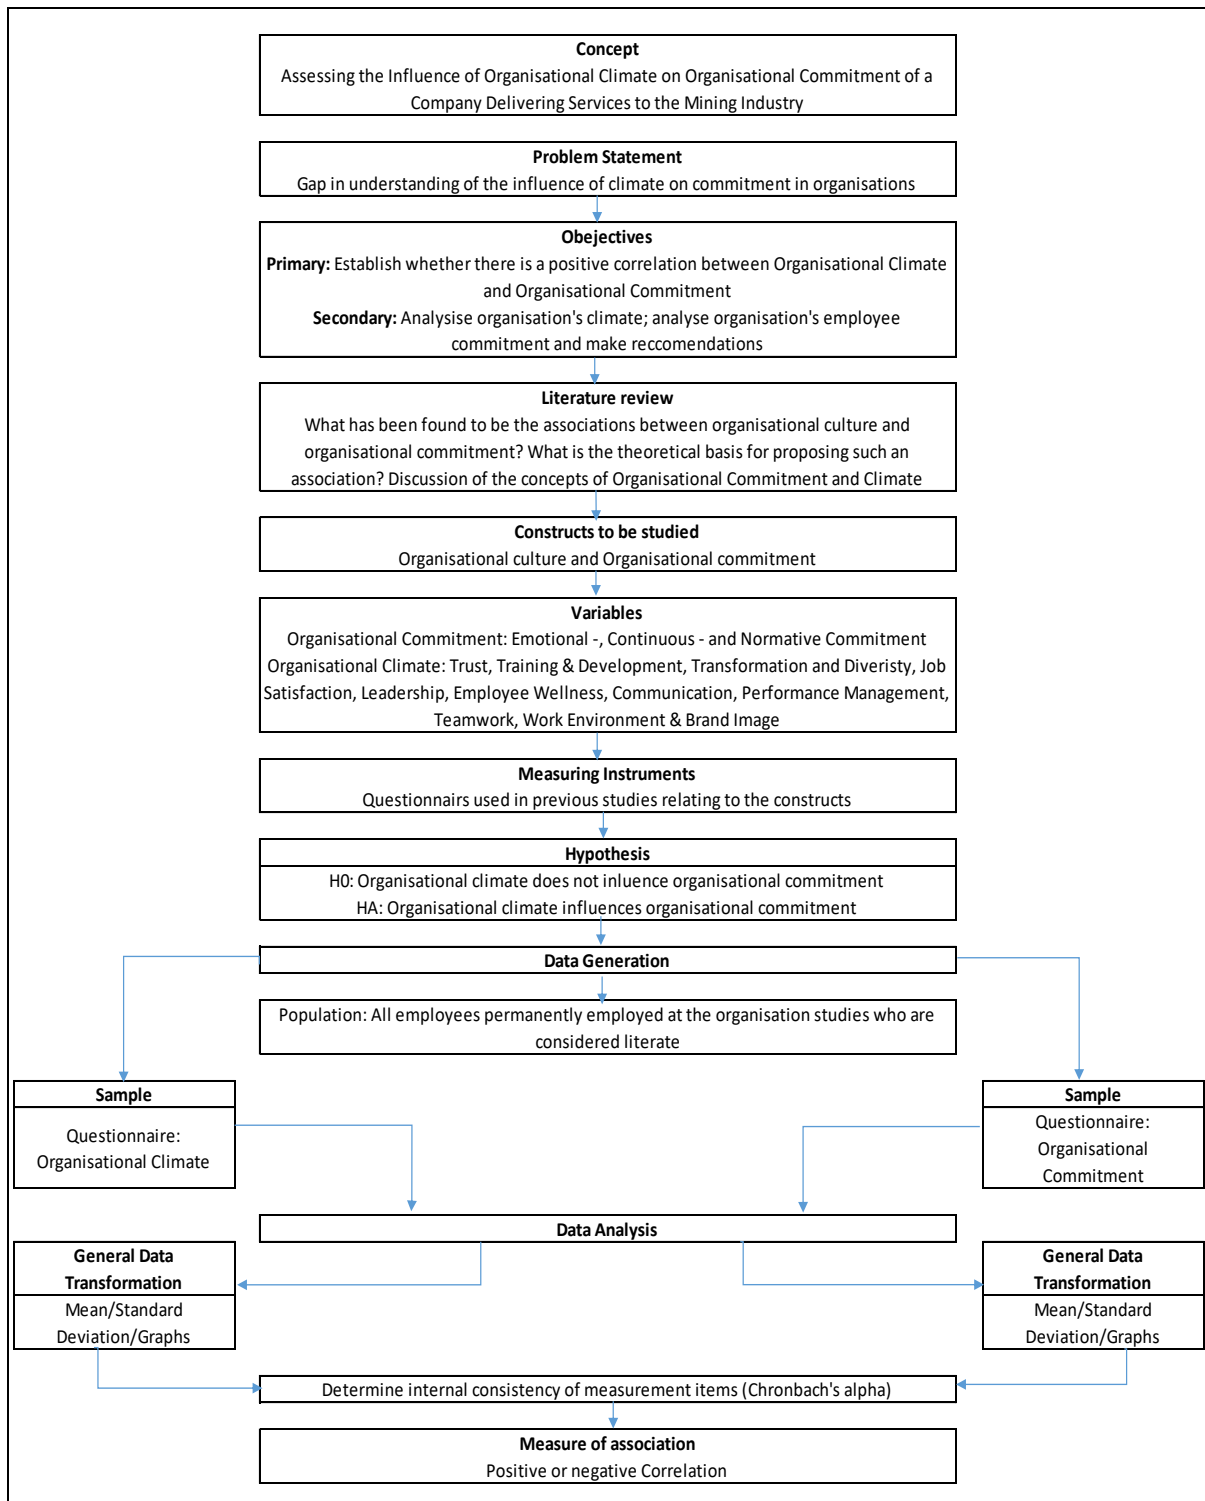 Concept
Assessing the Influence of Organisational Climate on Organisational Commitment of a
Company Delivering Services to the Mining Industry
Problem Statement
Gap in understanding of the influence of climate on commitment in organisations
Obejectives
Primary: Establish whether there is a positive correlation between Organisational Climate
and Organisational Commitment
Secondary: Analysise organisation's climate; analyse organisation's employee
commitment and make reccomendations
Literature review
What has been found to be the associations between organisational culture and
organisational commitment? What is the theoretical basis for proposing such an
association? Discussion of the concepts of Organisational Commitment and Climate
Constructs to be studied
Organisational culture and Organisational commitment
Variables
Organisational Commitment: Emotional -, Continuous - and Normative Commitment
Organisational Climate: Trust, Training & Development, Transformation and Diveristy, Job
Satisfaction, Leadership, Employee Wellness, Communication, Performance Management,
Teamwork, Work Environment & Brand Image
Measuring Instruments
Questionnairs used in previous studies relating to the constructs
Hypothesis
H0: Organisational climate does not inluence organisational commitment
HA: Organisational climate influences organisational commitment
Data Generation
Population: All employees permanently employed at the organisation studies who are
considered literate
Sample
Questionnaire:
Organisational Climate
Sample
Questionnaire:
Organisational
Commitment
Data Analysis
General Data
Transformation
Mean/Standard
Deviation/Graphs
General Data
Transformation
Mean/Standard
Deviation/Graphs
Determine internal consistency of measurement items (Chronbach's alpha)
Measure of association
Positive or negative Correlation